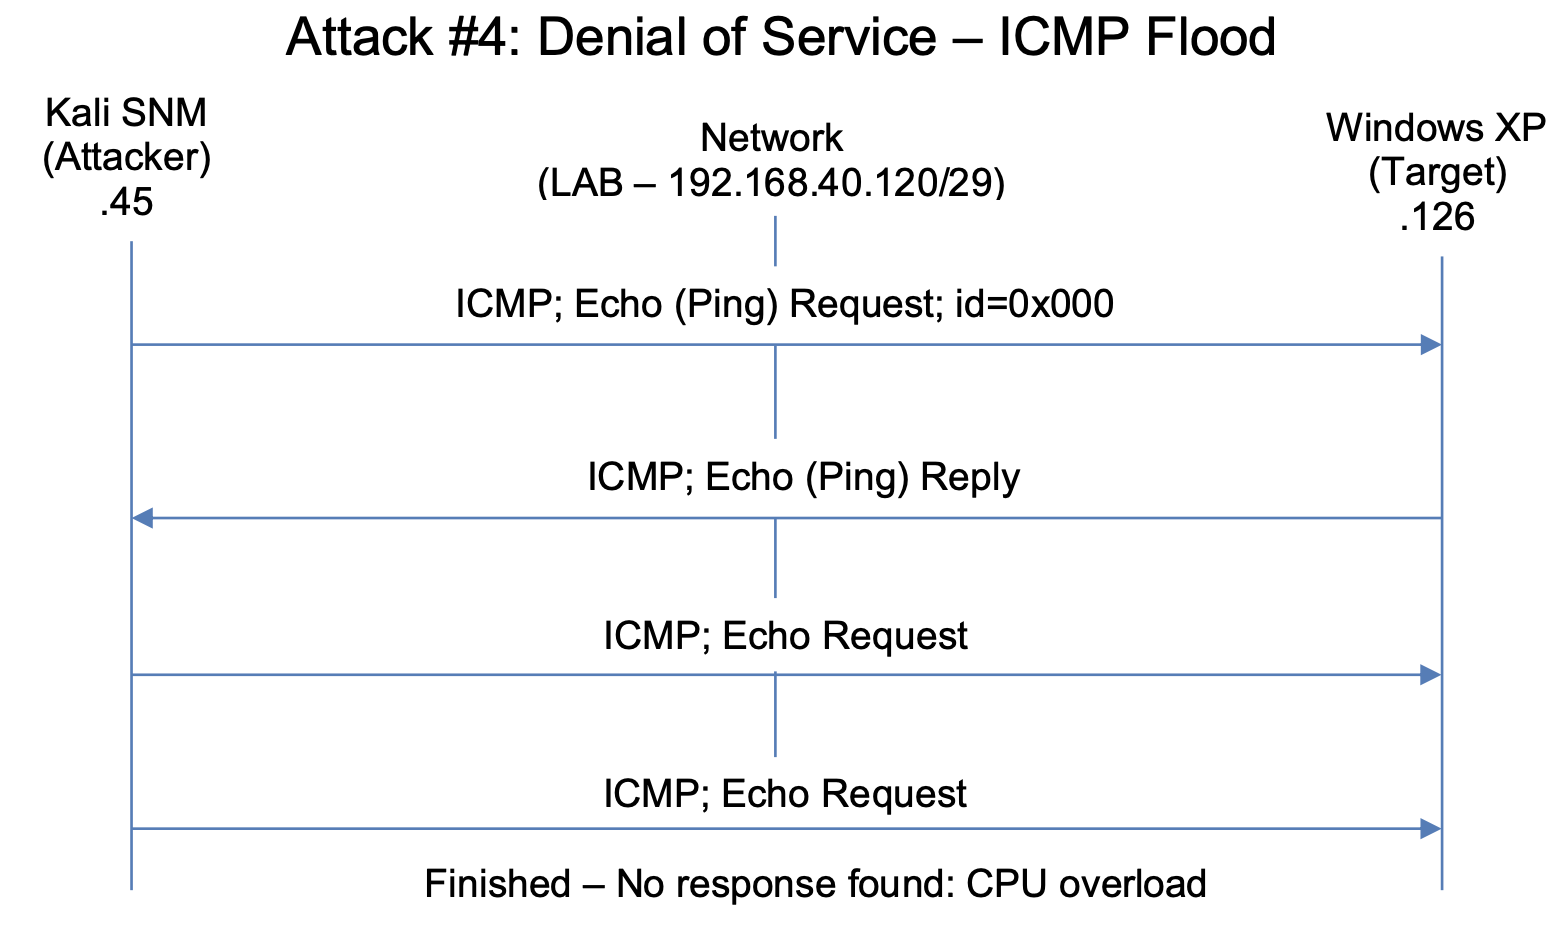 Attack #4: Denial of Service – ICMP Flood
Kali SNM
(Attacker)
.45
Network
(LAB – 192.168.40.120/29)
Windows XP
(Target)
.126
ICMP; Echo (Ping) Request; id=0x000
ICMP; Echo (Ping) Reply
ICMP; Echo Request
ICMP; Echo Request
Finished – No response found: CPU overload